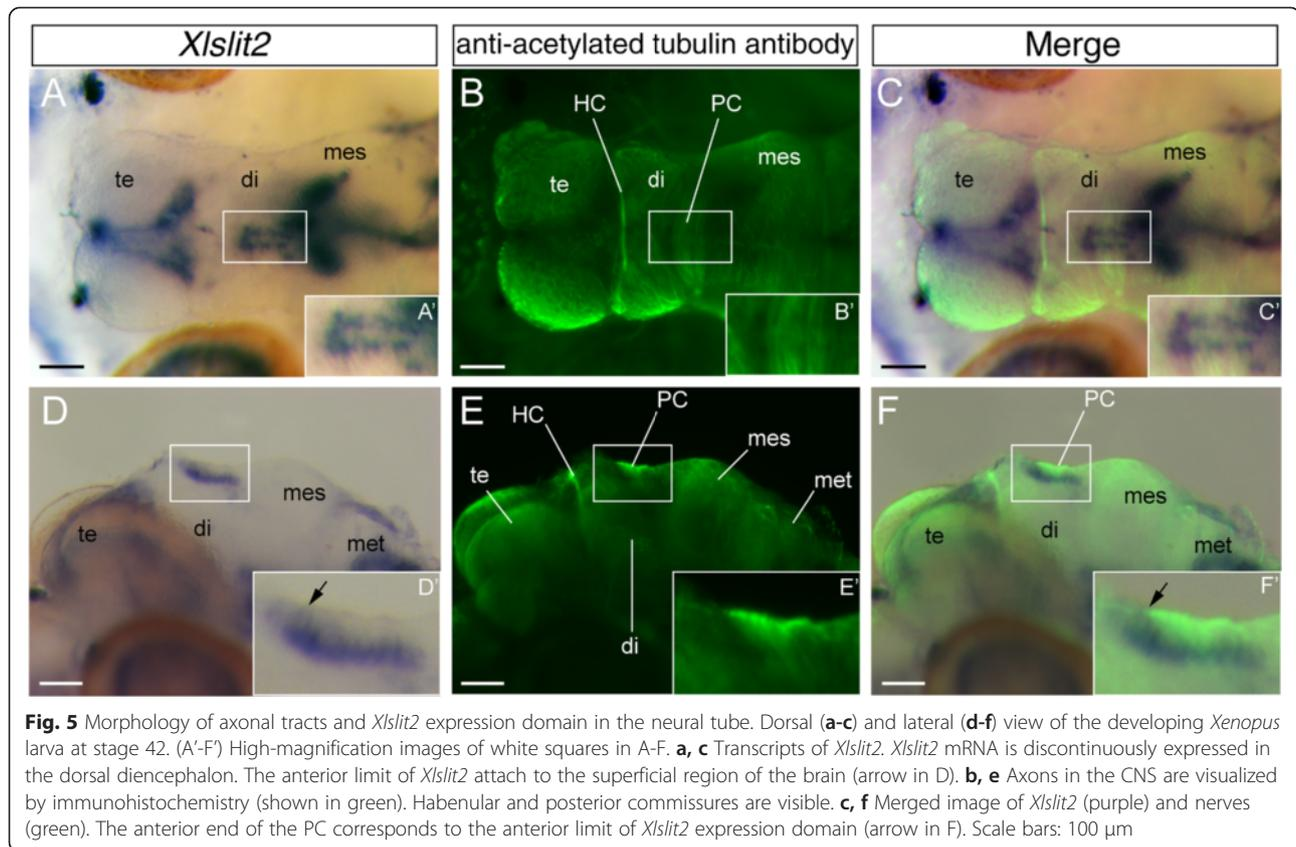 Xlslit2
anti-acetylated tubulin antibody
Merge
A
te
di
mes
A'
B
HC
PC
te
di
mes
B'
C
te
di
mes
C'
D
te
di
mes
met
D'
E
HC
PC
te
mes
met
di
E'
F
PC
te
di
mes
met
F'
Fig. 5 Morphology of axonal tracts and Xlslit2 expression domain in the neural tube. Dorsal (a-c) and lateral (d-f) view of the developing Xenopus
larva at stage 42. (A′-F′) High-magnification images of white squares in A-F. a, c Transcripts of Xlslit2. Xlslit2 mRNA is discontinuously expressed in
the dorsal diencephalon. The anterior limit of Xlslit2 attach to the superficial region of the brain (arrow in D). b, e Axons in the CNS are visualized
by immunohistochemistry (shown in green). Habenular and posterior commissures are visible. c, f Merged image of Xlslit2 (purple) and nerves
(green). The anterior end of the PC corresponds to the anterior limit of Xlslit2 expression domain (arrow in F). Scale bars: 100 μm